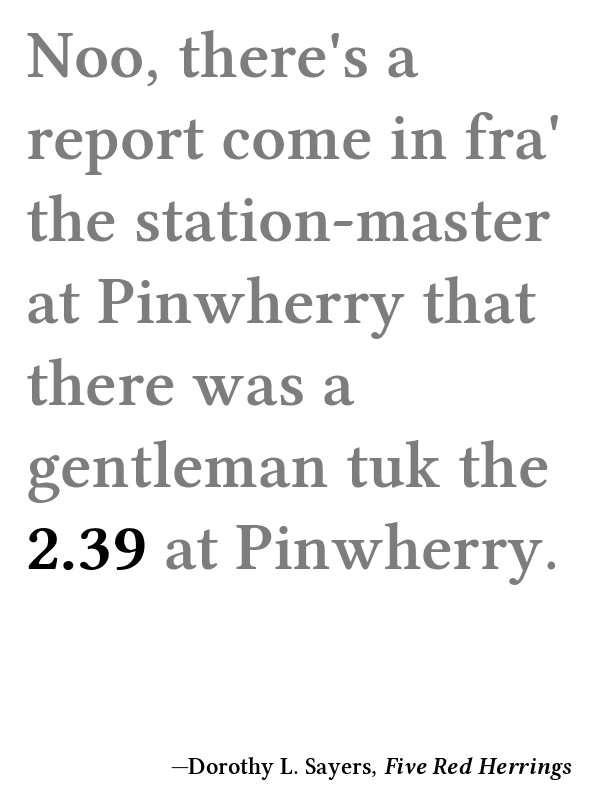 Noo, there's a
report come in fra'
the station-master
at Pinwherry that
there was a
gentleman tuk the
2.39 at Pinwherry.
—Dorothy L. Sayers, Five Red Herrings